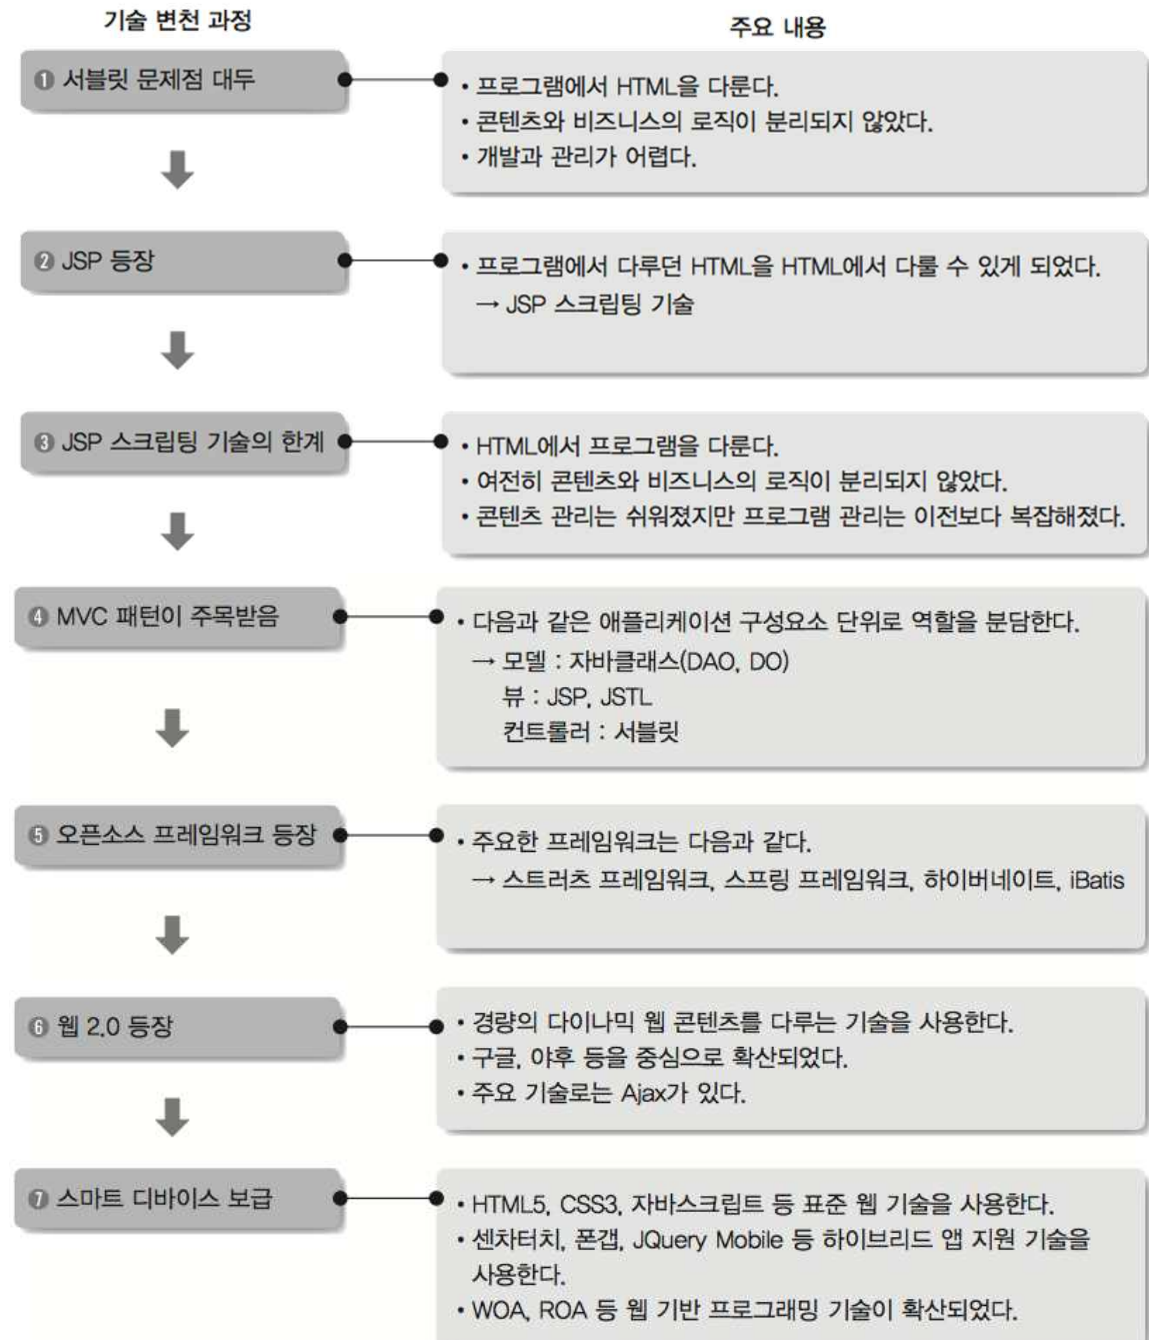 기술 변천 과정
주요 내용
❶ 서블릿 문제점 대두
• 프로그램에서 HTML을 다룬다.
• 콘텐츠와 비즈니스의 로직이 분리되지 않았다.
• 개발과 관리가 어렵다.
❷ JSP 등장
• 프로그램에서 다루던 HTML을 HTML에서 다룰 수 있게 되었다.
→ JSP 스크립팅 기술
❸ JSP 스크립팅 기술의 한계
• HTML에서 프로그램을 다룬다.
• 여전히 콘텐츠와 비즈니스의 로직이 분리되지 않았다.
• 콘텐츠 관리는 쉬워졌지만 프로그램 관리는 이전보다 복잡해졌다.
❹ MVC 패턴이 주목받음
• 다음과 같은 애플리케이션 구성요소 단위로 역할을 분담한다.
→ 모델 : 자바클래스(DAO, DO)
뷰 : JSP, JSTL
컨트롤러 : 서블릿
❺ 오픈소스 프레임워크 등장
• 주요한 프레임워크는 다음과 같다.
→ 스트러츠 프레임워크, 스프링 프레임워크, 하이버네이트, iBatis
❻ 웹 2.0 등장
• 경량의 다이나믹 웹 콘텐츠를 다루는 기술을 사용한다.
• 구글, 야후 등을 중심으로 확산되었다.
• 주요 기술로는 Ajax가 있다.
❼ 스마트 디바이스 보급
• HTML5, CSS3, 자바스크립트 등 표준 웹 기술을 사용한다.
• 센차터치, 폰갭, JQuery Mobile 등 하이브리드 앱 지원 기술을
사용한다.
• WOA, ROA 등 웹 기반 프로그래밍 기술이 확산되었다.